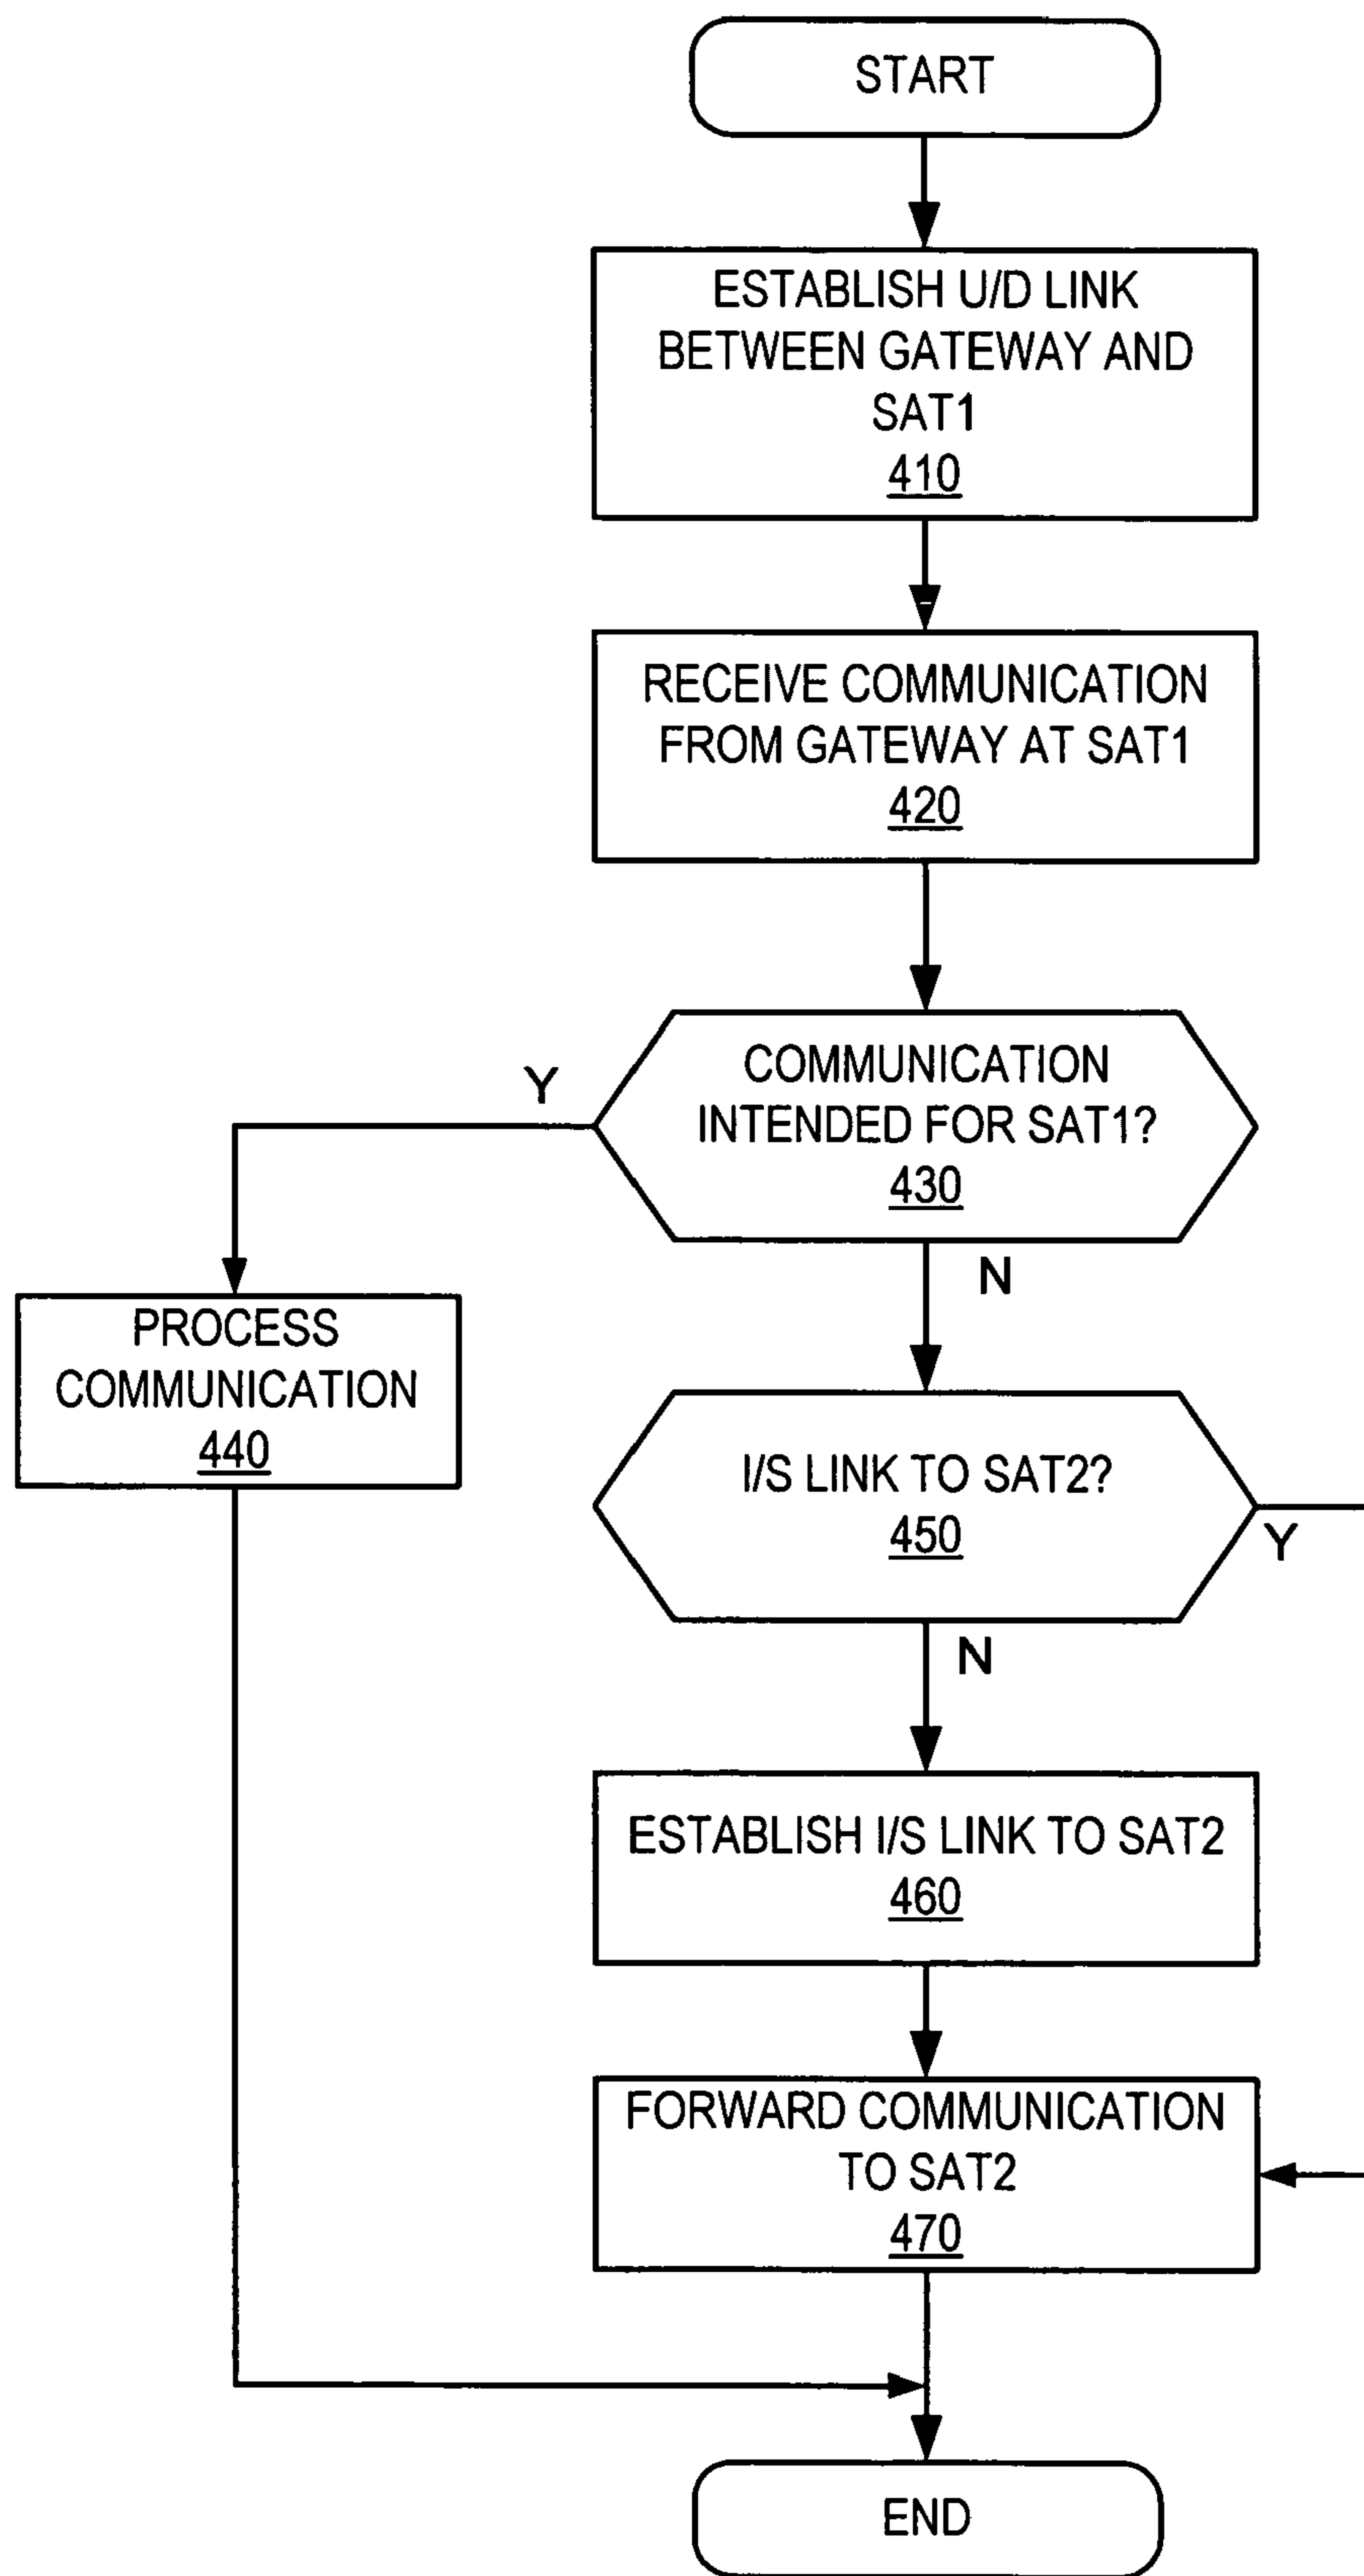 START
ESTABLISH U/D LINK
BETWEEN GATEWAY AND
SAT1
410
RECEIVE COMMUNICATION
FROM GATEWAY AT SAT1
420
COMMUNICATION
INTENDED FOR SAT1?
430
Y
N
PROCESS
COMMUNICATION
440
I/S LINK TO SAT2?
450
Y
N
ESTABLISH I/S LINK TO SAT2
460
FORWARD COMMUNICATION
TO SAT2
470
END